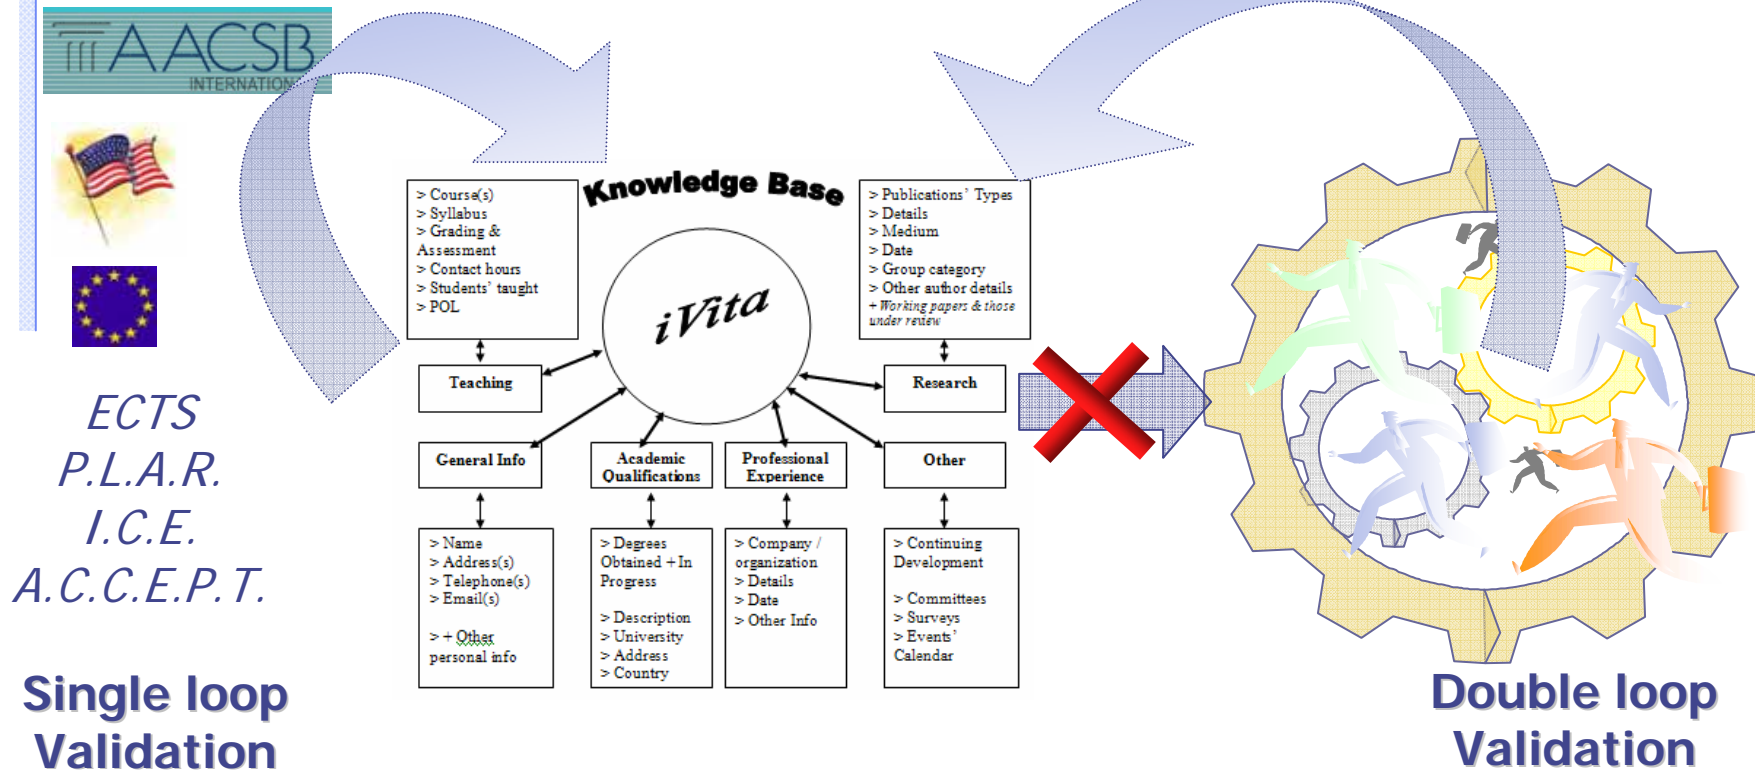 AACSB
INTERNATION
ECTS
P.L.A.R.
I.C.E.
A.C.C.E.P.T.
Single loop
Validation
Knowledge Base
iVita
> Course(s)
> Syllabus
> Grading &
Assessment
> Contact hours
> Students' taught
> POL
Teaching
> Publications' Types
> Details
> Medium
> Date
> Group category
> Other author details
+ Working papers & those
under review
Research
General Info
Academic
Qualifications
Professional
Experience
Other
> Name
> Address(s)
> Telephone(s)
> Email(s)
> + Other
personal info
> Degrees
Obtained + In
Progress
> Description
> University
> Address
> Country
> Company /
organization
> Details
> Date
> Other Info
> Continuing
Development
> Committees
> Surveys
> Events'
Calendar
Double loop
Validation